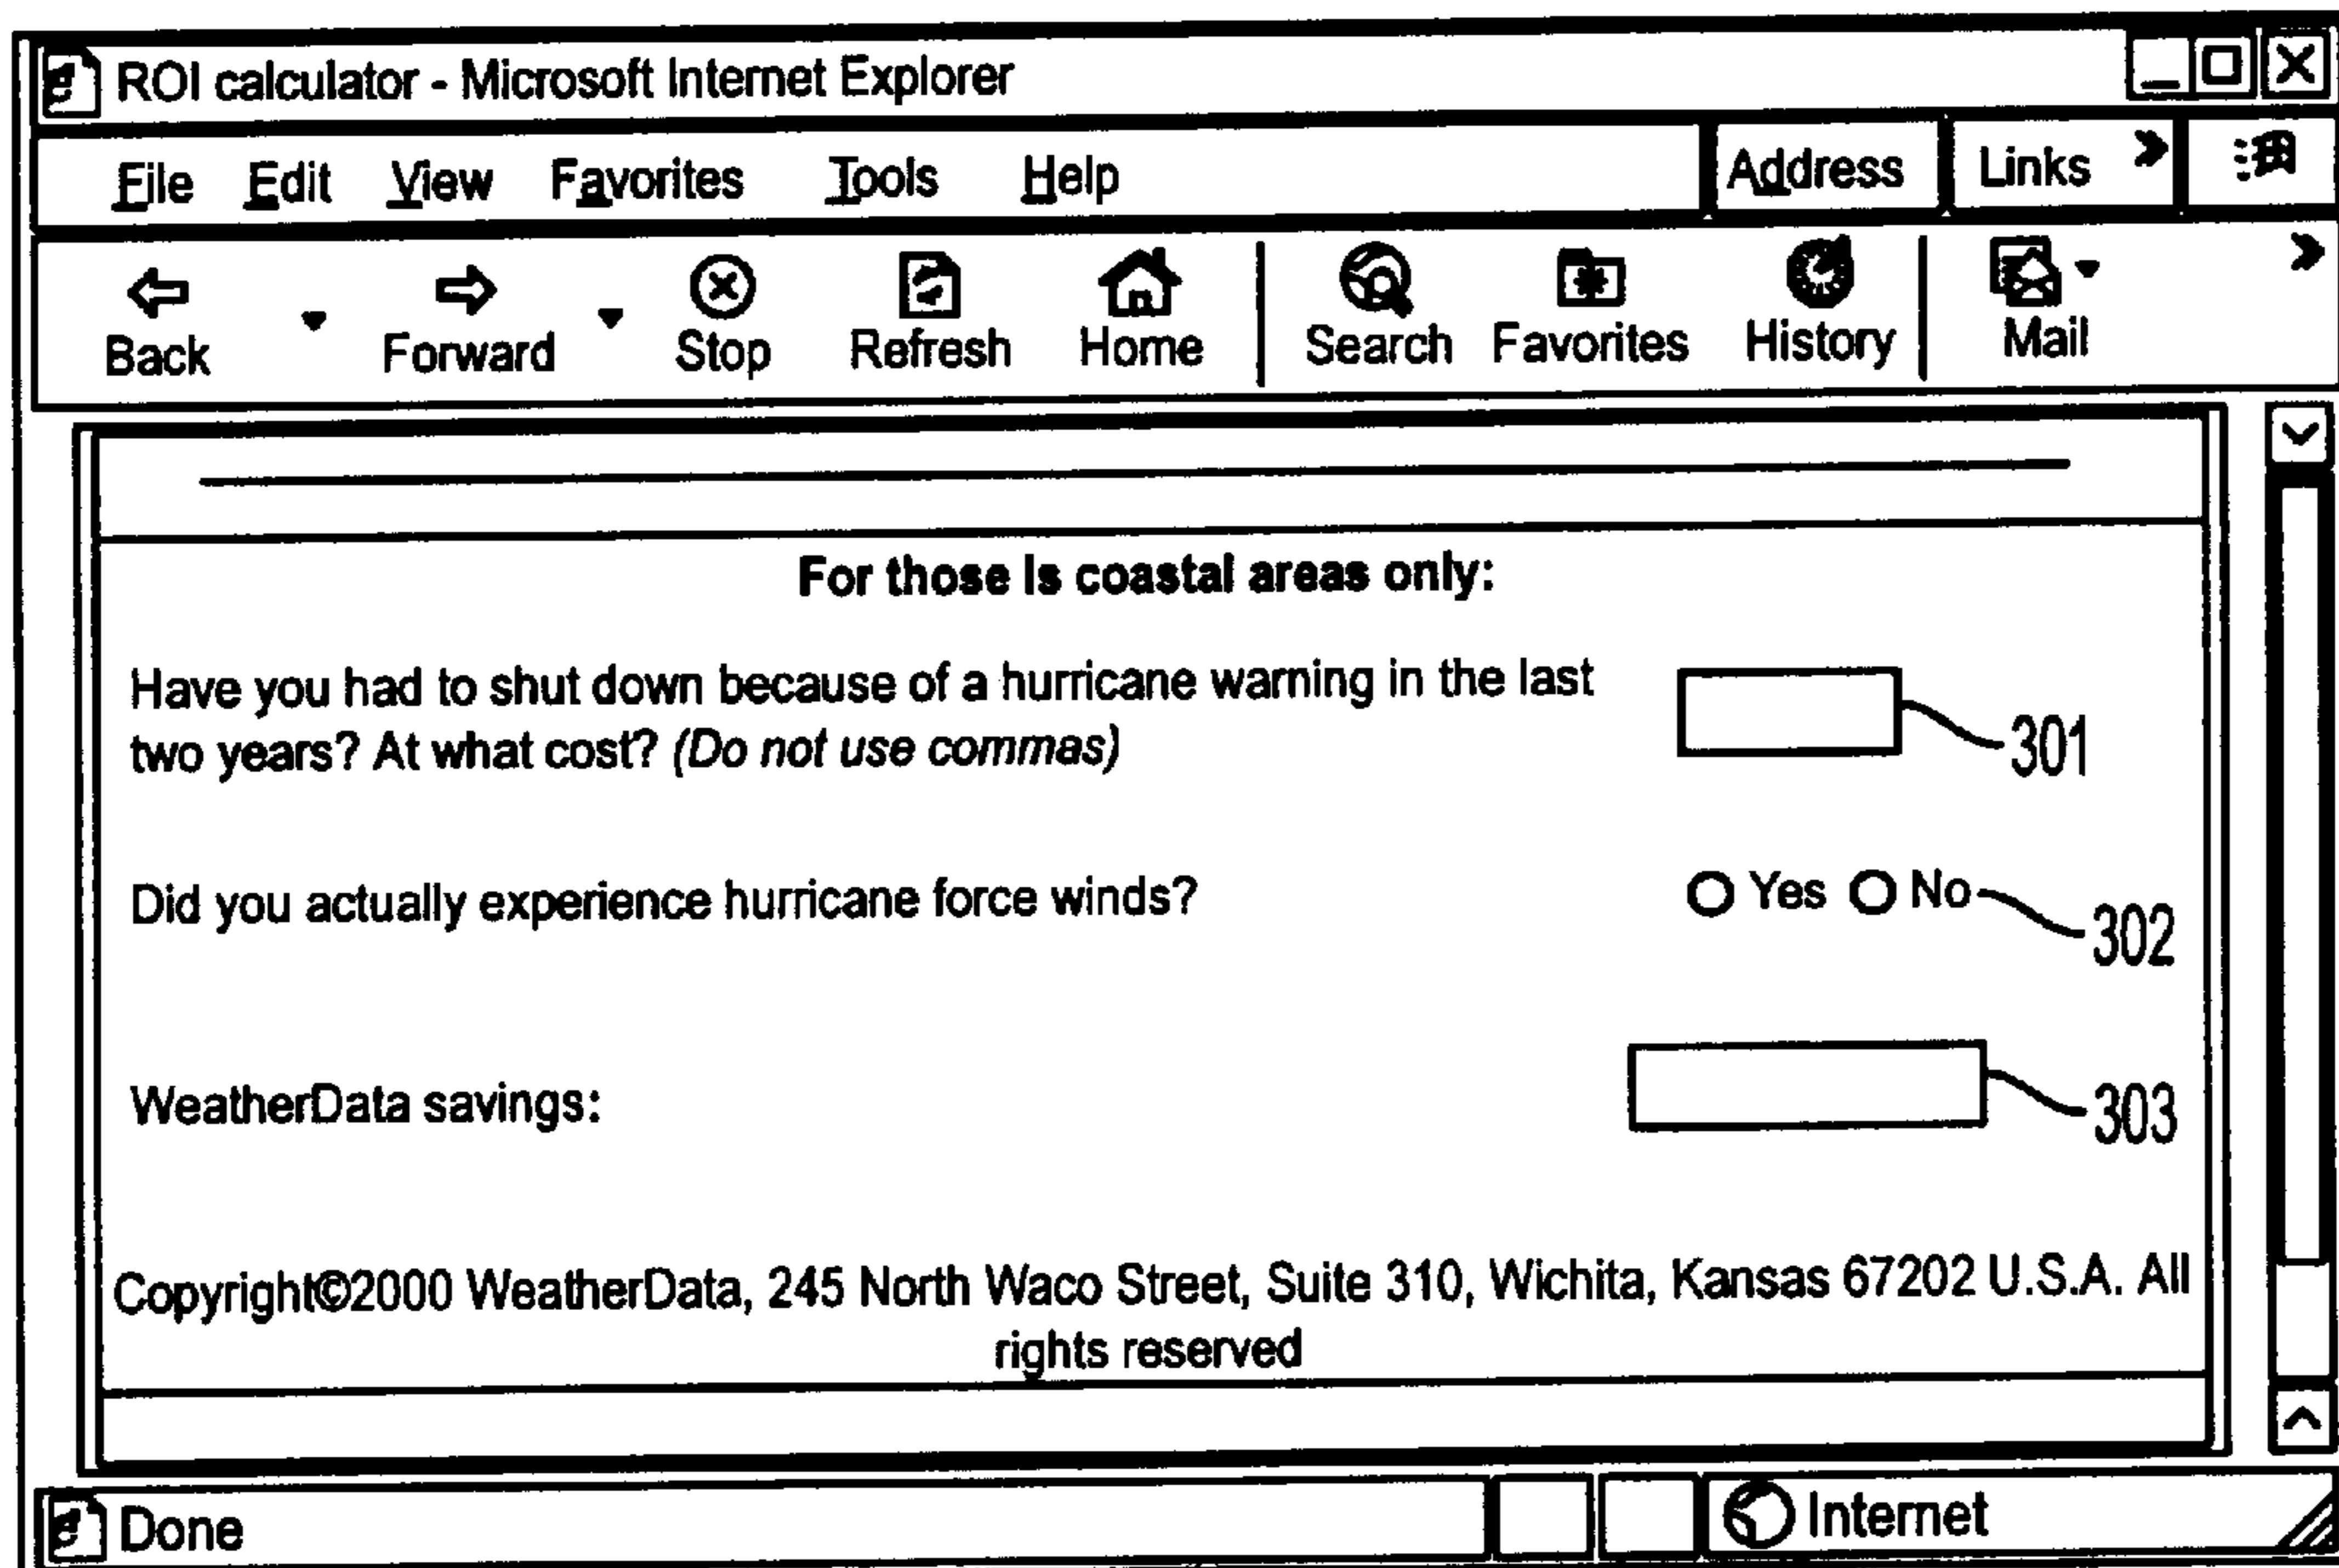 ROI calculator - Microsoft Internet Explorer
File Edit View Favorites Tools Help Address Links
Back Forward Stop Refresh Home Search Favorites History Mail
For those is coastal areas only:
Have you had to shut down because of a hurricane warning in the last
two years? At what cost? (Do not use commas)
301
Did you actually experience hurricane force winds? Yes No
302
WeatherData savings:
303
Copyright©2000 WeatherData, 245 North Waco Street, Suite 310, Wichita, Kansas 67202 U.S.A. All
rights reserved
Done Internet